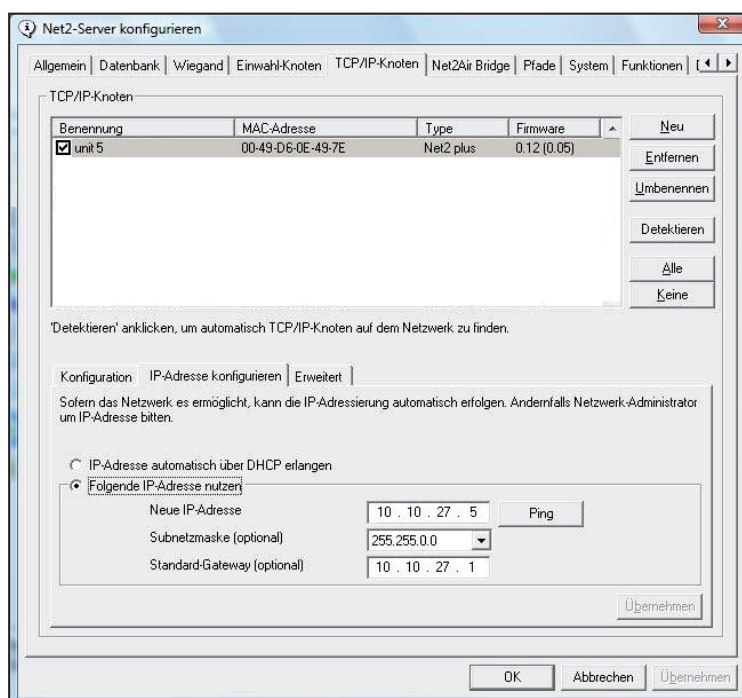 Net2-Server konfigurieren
Allgemein Datenbank Wiegand Einwahl-Knoten TCP/IP-Knoten Net2Air Bridge Pfade System Funktionen
TCP/IP-Knoten
Benennung MAC-Adresse Type Firmware
unit 5 00-49-D6-0E-49-7E Net2 plus 0.12 (0.05)
Neu
Entfernen
Umbenennen
Detektieren
Alle
Keine
'Detektieren' anklicken, um automatisch TCP/IP-Knoten auf dem Netzwerk zu finden.
Konfiguration IP-Adresse konfigurieren Erweitert
Sofern das Netzwerk es ermöglicht, kann die IP-Adressierung automatisch erfolgen. Andernfalls Netzwerk-Administrator
um IP-Adresse bitten.
IP-Adresse automatisch über DHCP erlangen
Folgende IP-Adresse nutzen
Neue IP-Adresse 10 . 10 . 27 . 5 Ping
Subnetzmaske (optional) 255.255.0.0
Standard-Gateway (optional) 10 . 10 . 27 . 1
Übernehmen
OK Abbrechen Übernehmen